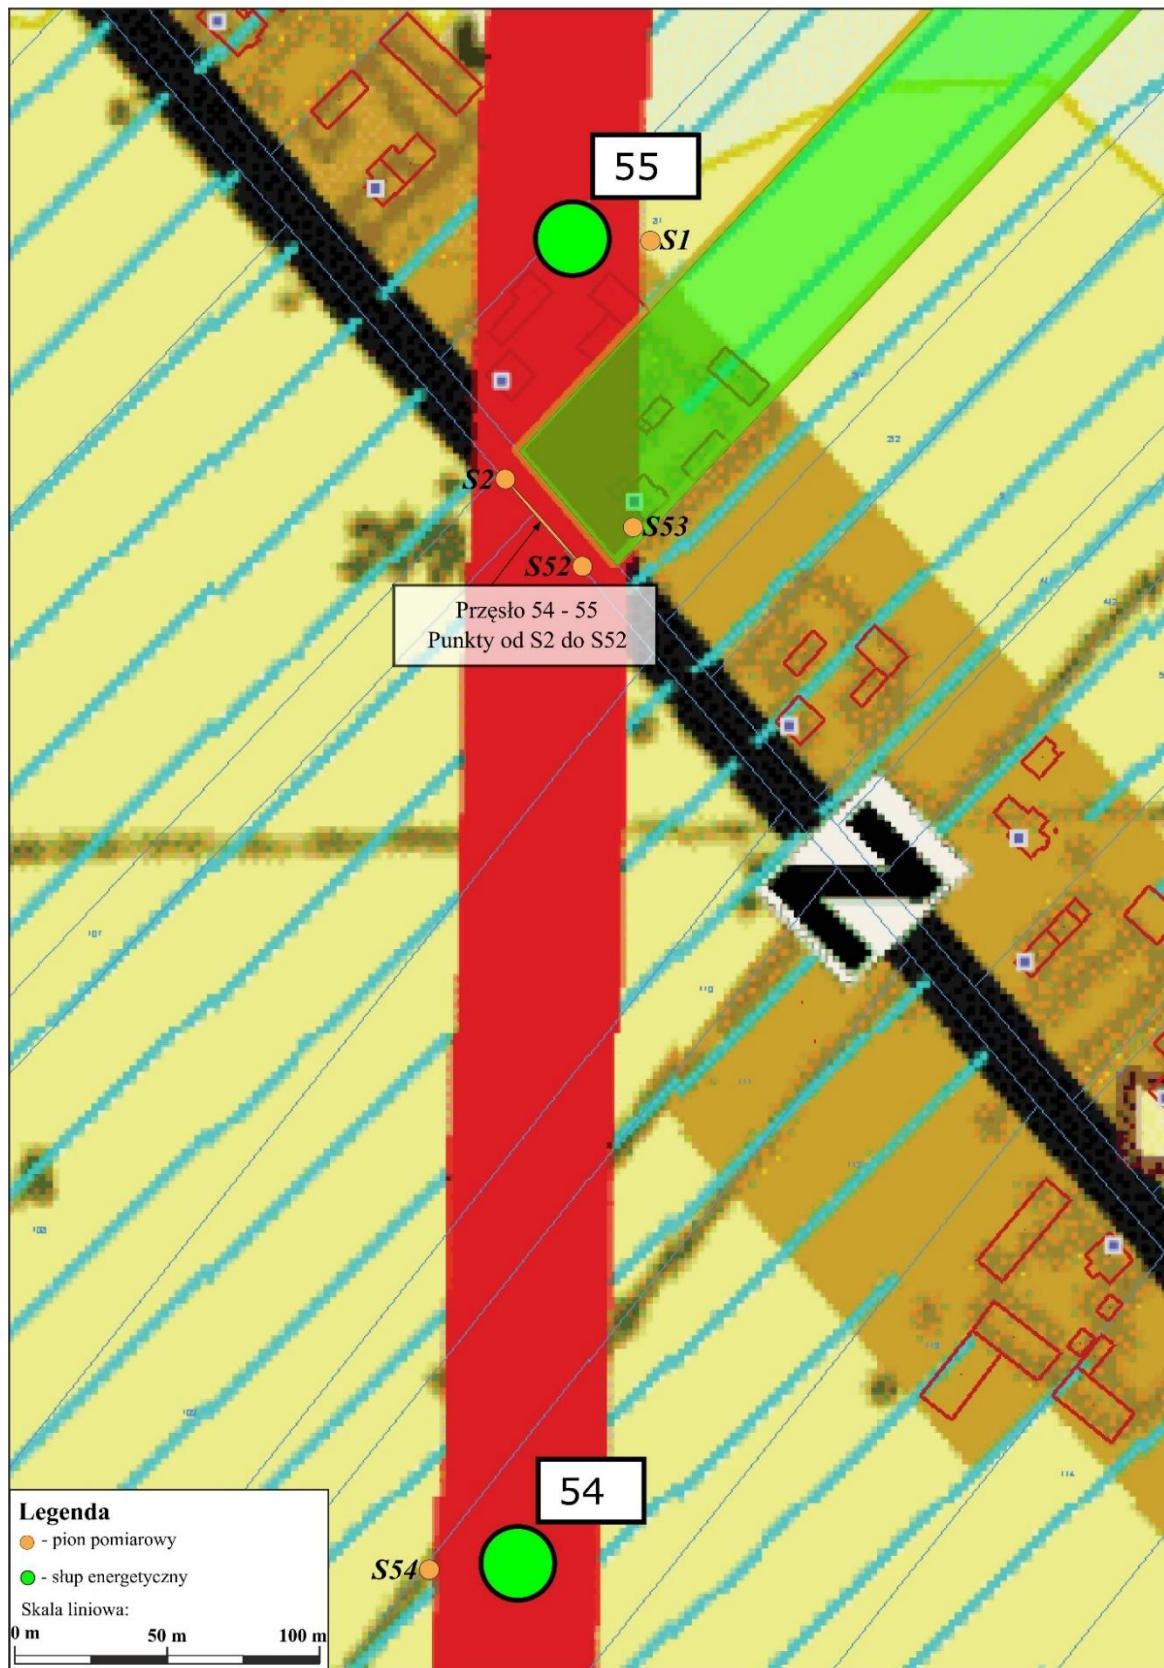 55
S1
S2
S53
S52
Przęsło 54 - 55
Punkty od S2 do S52
Z
54
S54
Legenda
- pion pomiarowy
- słup energetyczny
Skala liniowa:
0 m 50 m 100 m